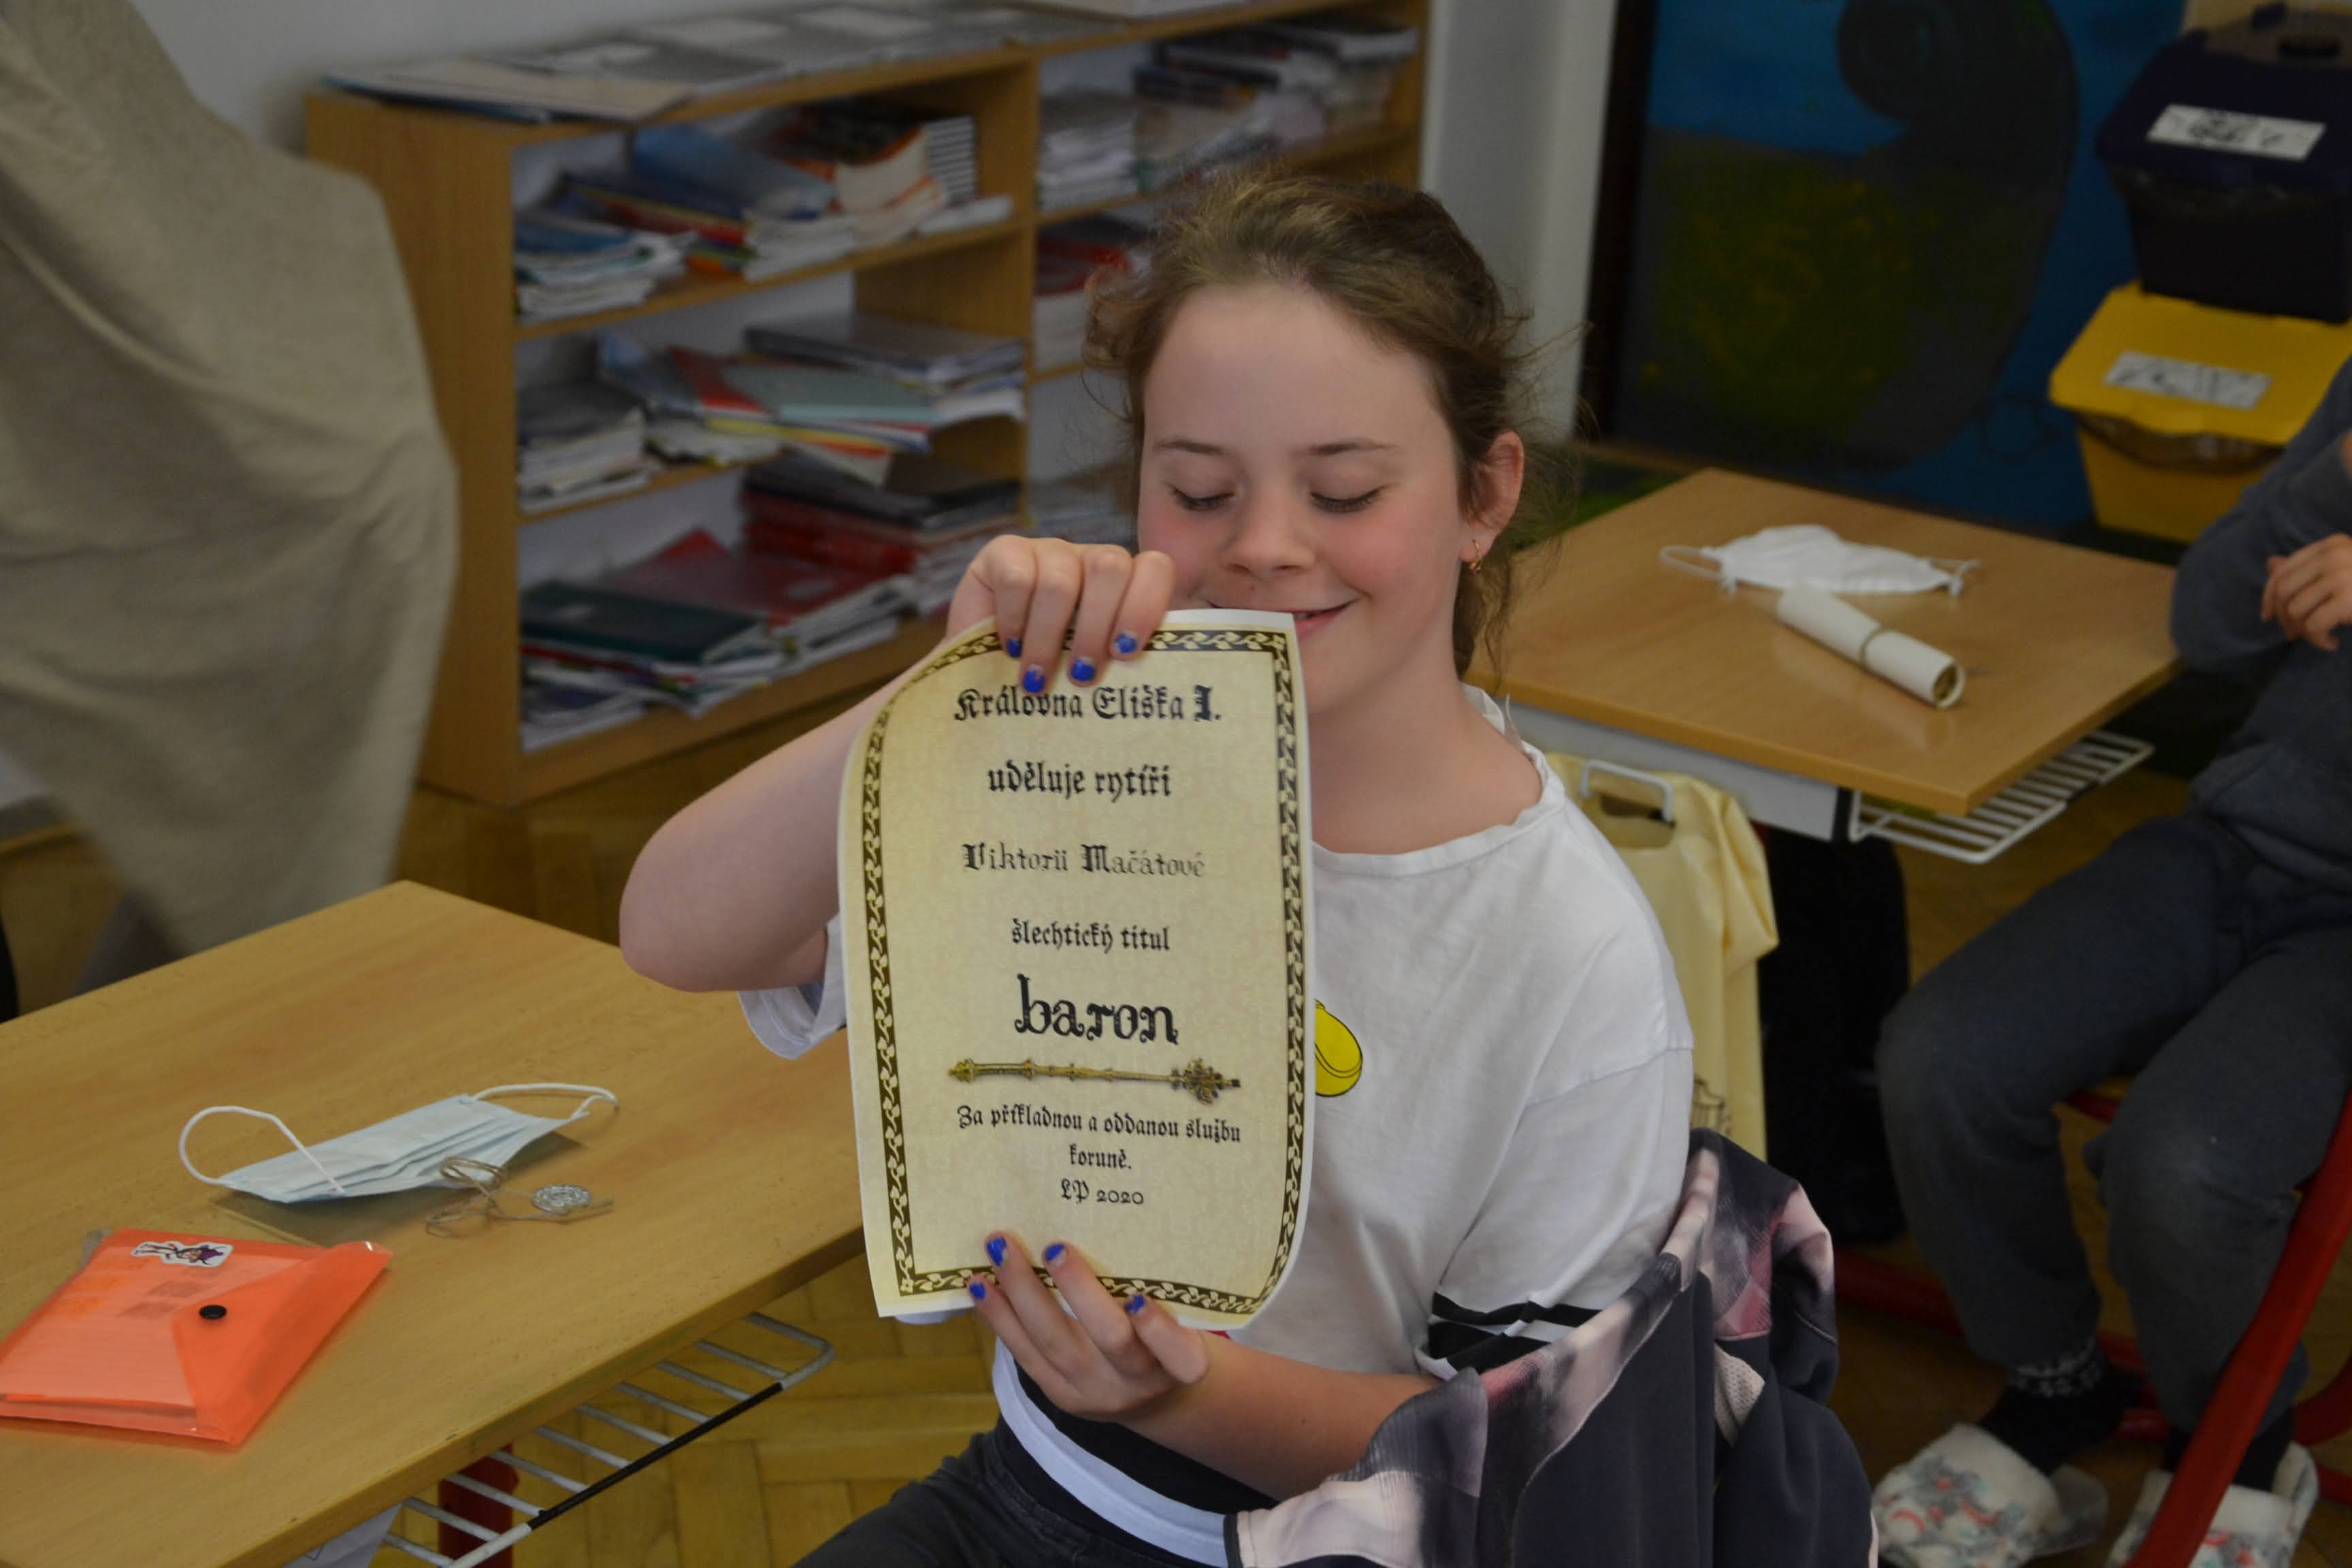 Královna Eliška I.
uděluje rytíři
Viktorii Mačátové
šlechtický titul
baron
Za příkladnou a oddanou službu
koruně.
LP 2020